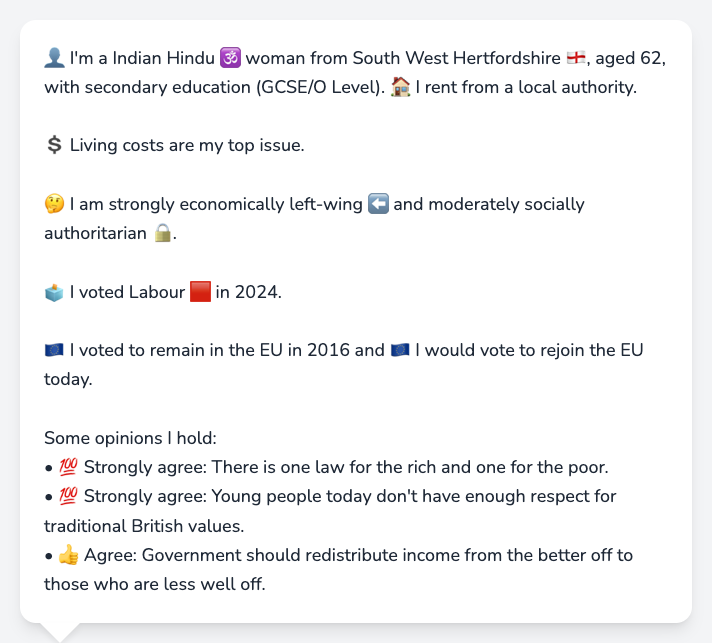 👤 I'm a Indian Hindu 🕉️ woman from South West Hertfordshire 🏴󠁧󠁢󠁥󠁮󠁧󠁿, aged 62,
with secondary education (GCSE/O Level). 🏠 I rent from a local authority.
💲 Living costs are my top issue.
🤔 I am strongly economically left-wing ⬅️ and moderately socially
authoritarian 🔒.
🗳️ I voted Labour 🟥 in 2024.
🇪🇺 I voted to remain in the EU in 2016 and 🇪🇺 I would vote to rejoin the EU
today.
Some opinions I hold:
• 💯 Strongly agree: There is one law for the rich and one for the poor.
• 💯 Strongly agree: Young people today don't have enough respect for
traditional British values.
• 👍 Agree: Government should redistribute income from the better off to
those who are less well off.